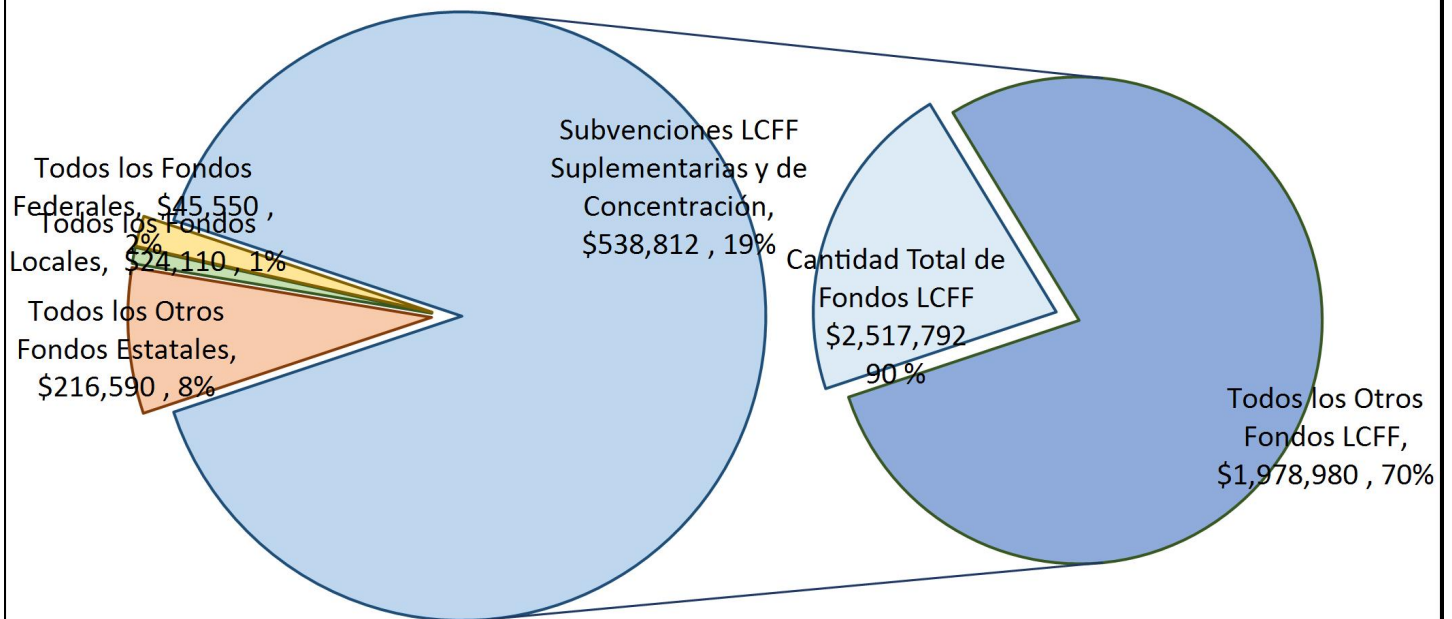 Todos los Fondos
Federales, $45,550 ,
2%
Todos los Fondos
Locales, $24,110 , 1%
Todos los Otros
Fondos Estatales,
$216,590 , 8%
Subvenciones LCFF
Suplementarias y de
Concentración,
$538,812 , 19%
Cantidad Total de
Fondos LCFF
$2,517,792
90 %
Todos los Otros
Fondos LCFF,
$1,978,980 , 70%